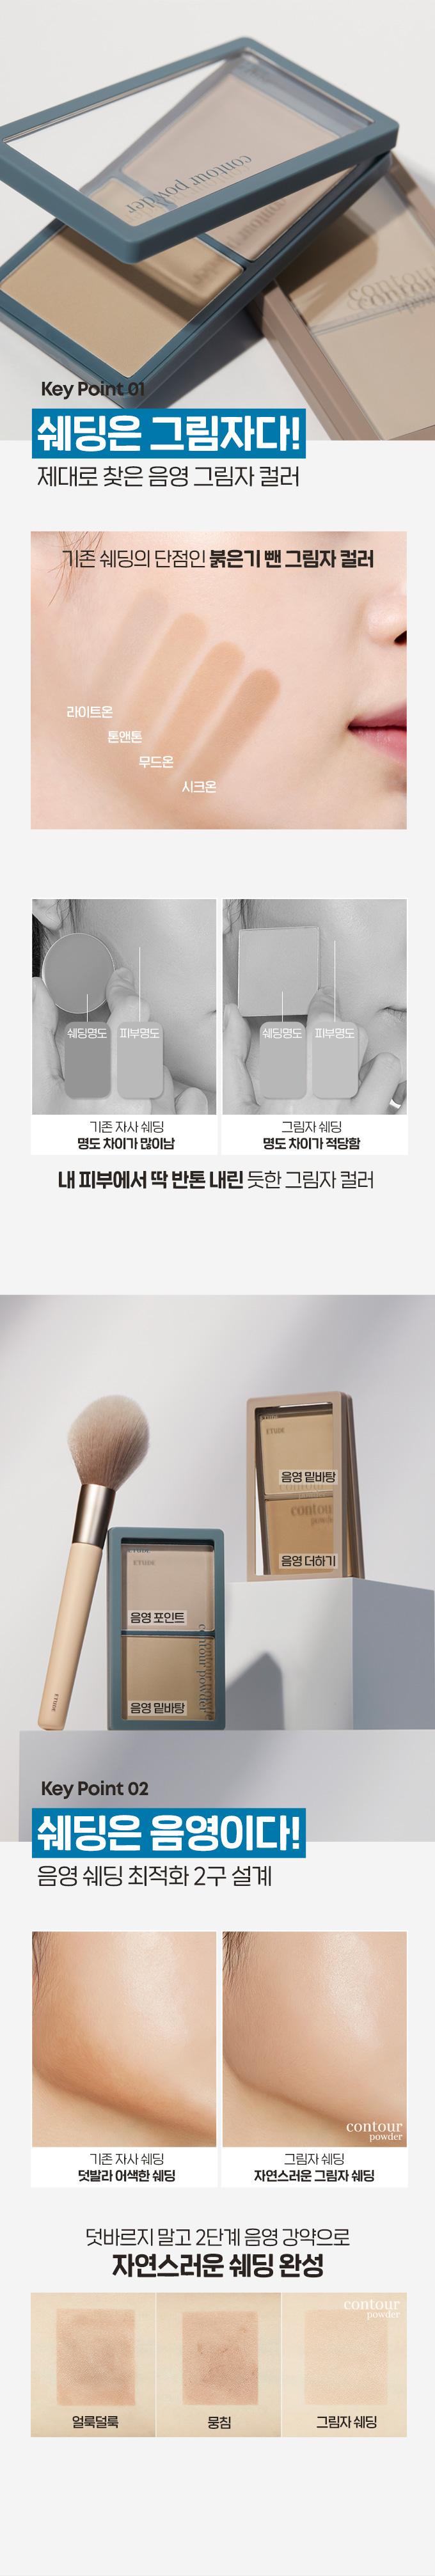 contour powder
contour
Key Point 01
쉐딩은 그림자다!
제대로 찾은 음영 그림자 컬러
기존 쉐딩의 단점인 붉은기 뺀 그림자 컬러
라이트온
톤앤톤
무드온
시크온
쉐딩명도 피부명도
쉐딩명도 피부명도
기존 자사 쉐딩
명도 차이가 많이남
그림자 쉐딩
명도 차이가 적당함
내 피부에서 딱 반톤 내린 듯한 그림자 컬러
ETUDE
음영 밑바탕
contour
음영 더하기
ETUDE
음영 포인트
contour powder
음영 밑바탕
ETUDE
Key Point 02
쉐딩은 음영이다!
음영 쉐딩 최적화 2구 설계
contour
powder
기존 자사 쉐딩
덧발라 어색한 쉐딩
그림자 쉐딩
자연스러운 그림자 쉐딩
덧바르지 말고 2단계 음영 강약으로
자연스러운 쉐딩 완성
contour
powder
얼룩덜룩
뭉침
그림자 쉐딩